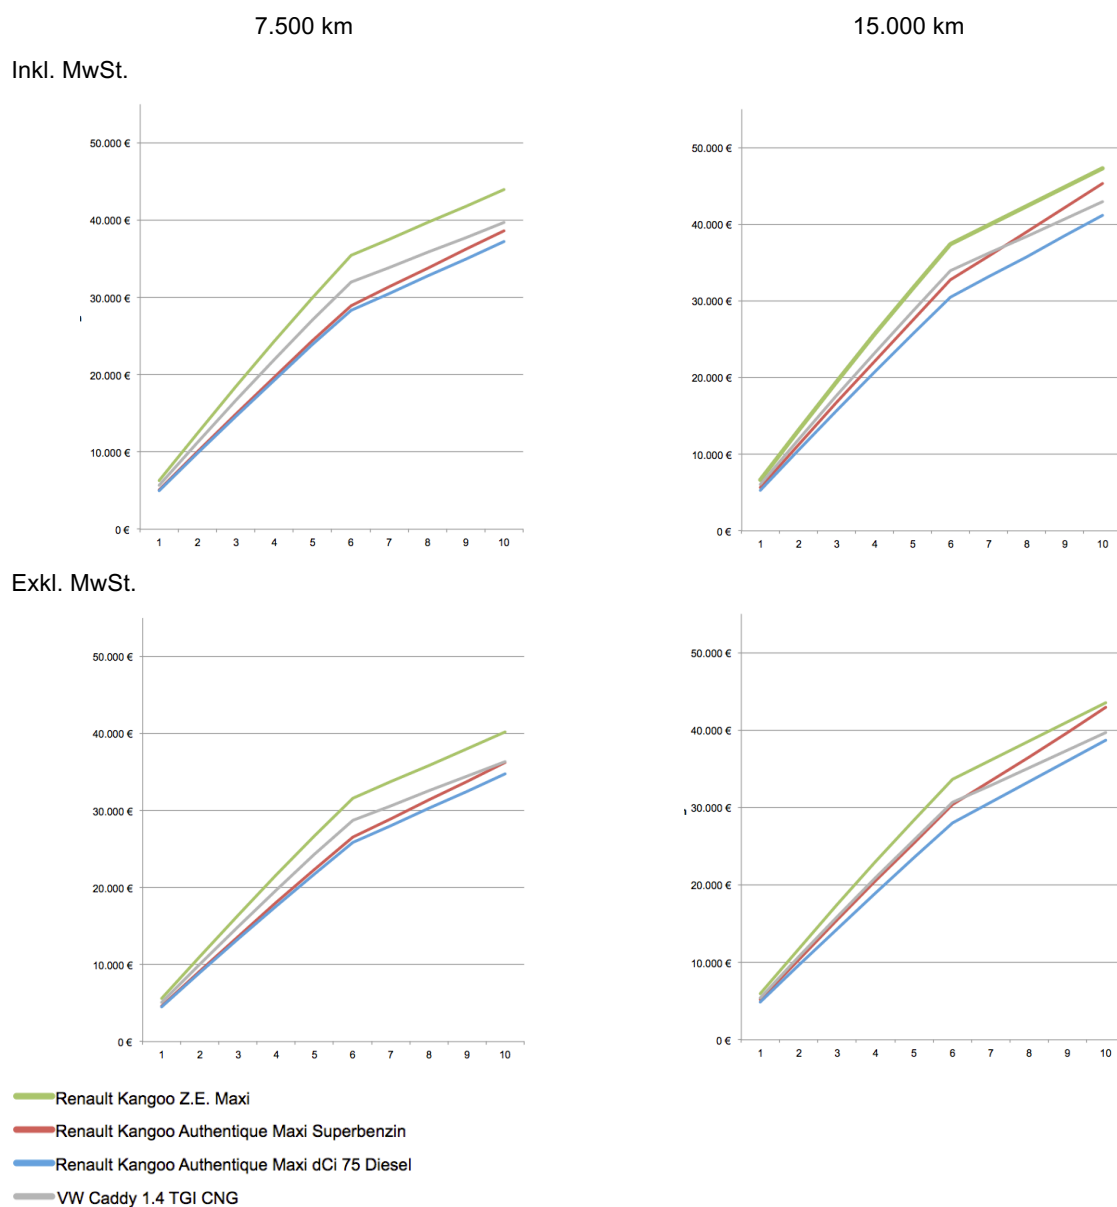 7.500 km 15.000 km
Inkl. MwSt.
50.000 € 50.000 €
40.000 € 40.000 €
30.000 € 30.000 €
20.000 € 20.000 €
10.000 € 10.000 €
0 € 0 €
1 2 3 4 5 6 7 8 9 10 1 2 3 4 5 6 7 8 9 10
Exkl. MwSt.
50.000 € 50.000 €
40.000 € 40.000 €
30.000 € 30.000 €
20.000 € 20.000 €
10.000 € 10.000 €
0 € 0 €
1 2 3 4 5 6 7 8 9 10 1 2 3 4 5 6 7 8 9 10
Renault Kangoo Z.E. Maxi
Renault Kangoo Authentique Maxi Superbenzin
Renault Kangoo Authentique Maxi dCi 75 Diesel
VW Caddy 1.4 TGI CNG